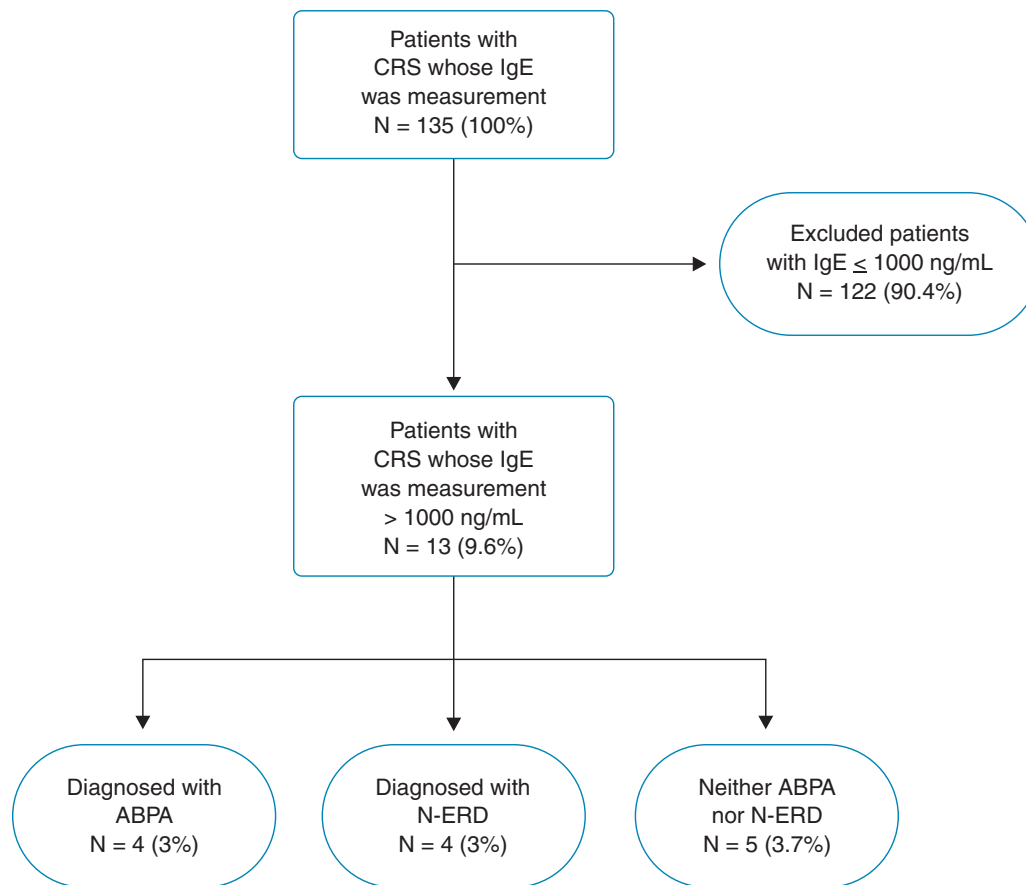 Patients with
CRS whose IgE
was measurement
N = 135 (100%)
Excluded patients
with IgE ≤ 1000 ng/mL
N = 122 (90.4%)
Patients with
CRS whose IgE
was measurement
> 1000 ng/mL
N = 13 (9.6%)
Diagnosed with
ABPA
N = 4 (3%)
Diagnosed with
N-ERD
N = 4 (3%)
Neither ABPA
nor N-ERD
N = 5 (3.7%)